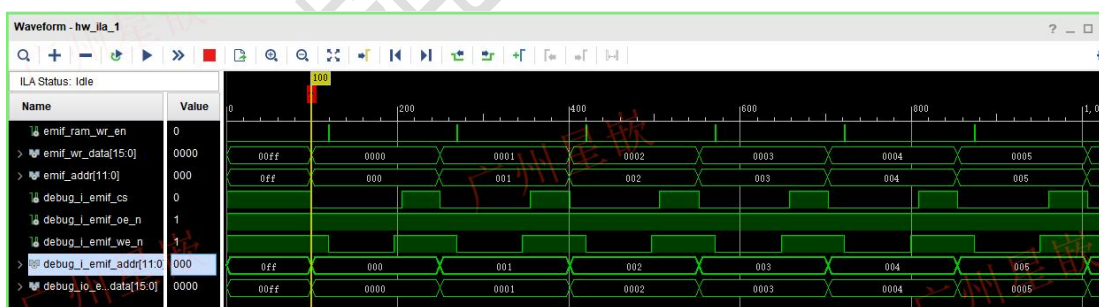 Waveform - hw_ila_1
ILA Status: Idle
100
Name Value
0 200 400 600 800 1,0
emif_ram_wr_en 0
emif_wr_data[15:0] 0000 00ff 0000 0001 0002 0003 0004 0005
emif_addr[11:0] 000 0ff 000 001 002 003 004 005
debug_i_emif_cs 0
debug_i_emif_oe_n 1
debug_i_emif_we_n 1
debug_i_emif_addr[11:0 000 0ff 000 001 002 003 004 005
debug_io_e...data[15:0] 0000 00ff 0000 0001 0002 0003 0004 0005
广州星嵌